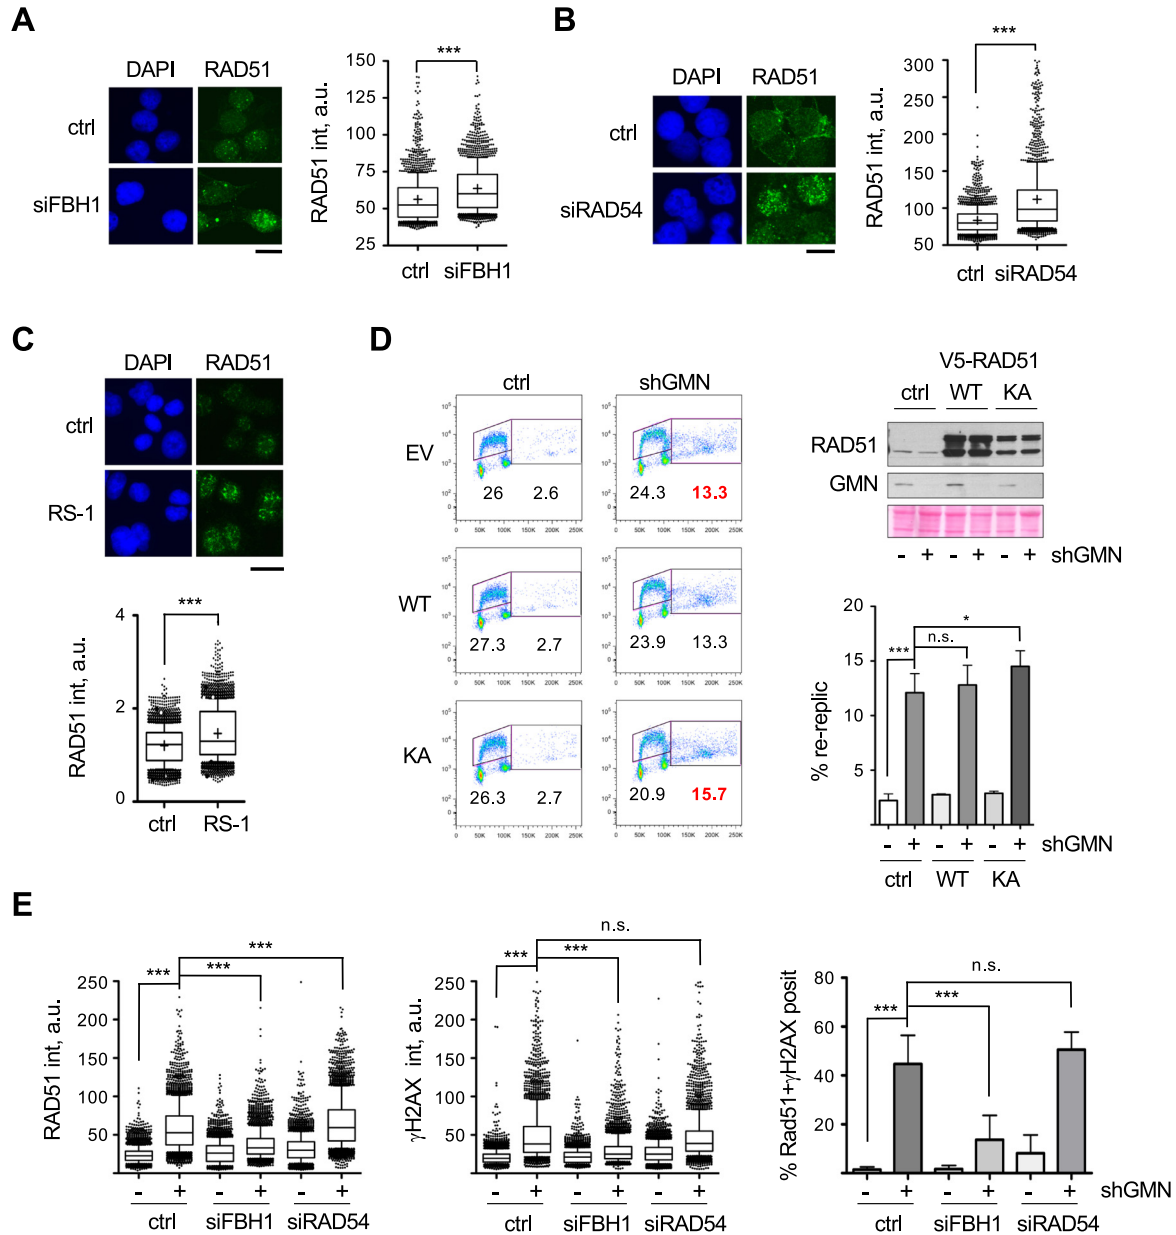 A
DAPI RAD51
ctrl
siFBH1
RAD51 int, a.u.
150
125
100
75
50
25
***
ctrl siFBH1
B
DAPI RAD51
ctrl
siRAD54
RAD51 int, a.u.
300
250
200
150
100
50
***
ctrl siRAD54
C
DAPI RAD51
ctrl
RS-1
RAD51 int, a.u.
4
2
0
***
ctrl RS-1
D
ctrl shGMN
EV
26 2.6
24.3 13.3
WT
27.3 2.7
23.9 13.3
KA
26.3 2.7
20.9 15.7
V5-RAD51
ctrl WT KA
RAD51
GMN
- + - + - + shGMN
% re-replic
20
15
10
5
*
n.s.
***
- + - + - + shGMN
ctrl WT KA
E
RAD51 int, a.u.
250
200
150
100
50
***
*** ***
- + - + - +
ctrl siFBH1 siRAD54
γH2AX int, a.u.
250
200
150
100
50
n.s.
*** ***
- + - + - +
ctrl siFBH1 siRAD54
% Rad51+γH2AX posit
80
60
40
20
0
n.s.
*** ***
- + - + - + shGMN
ctrl siFBH1 siRAD54